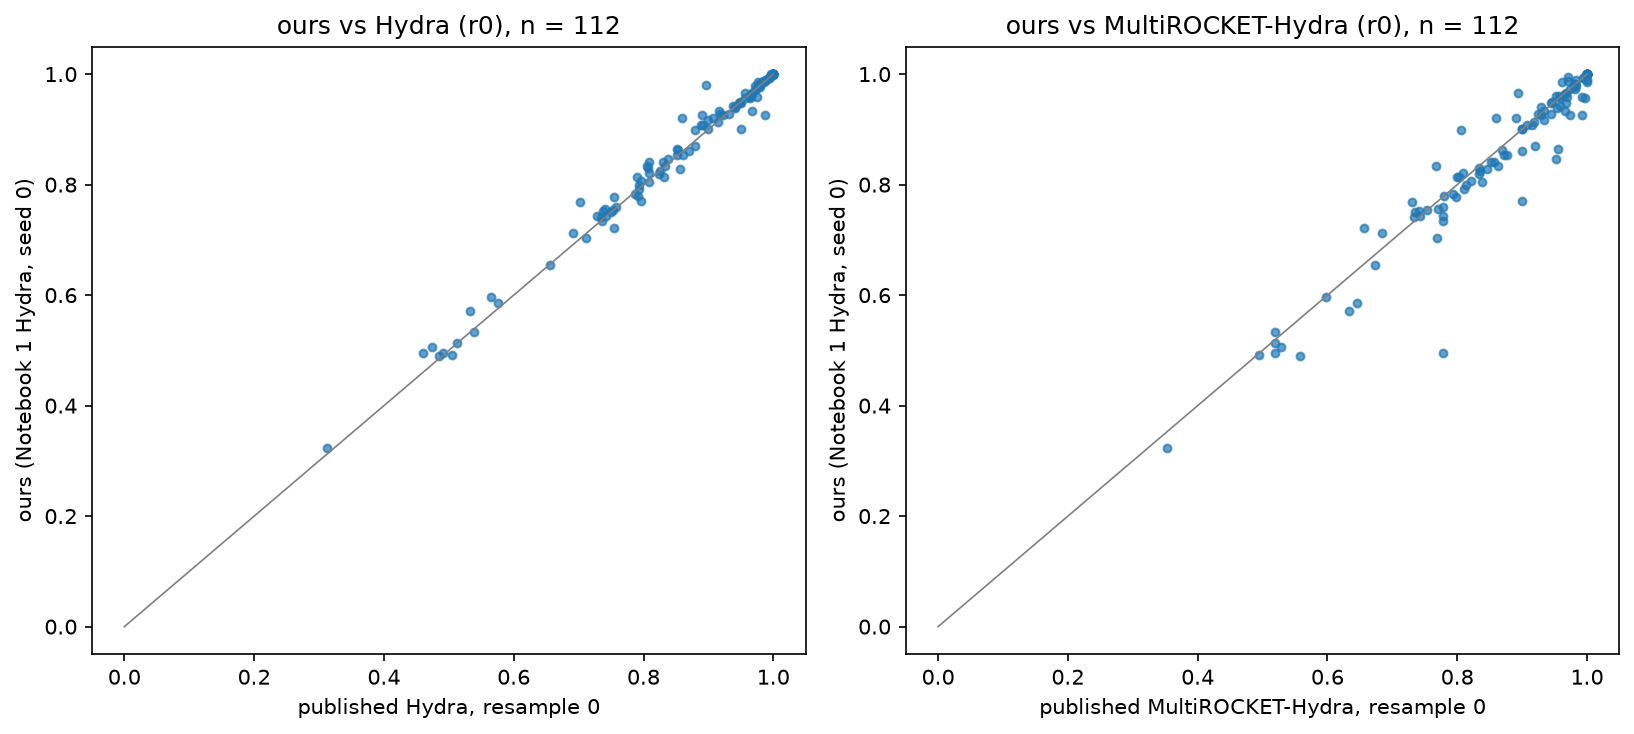 ours vs Hydra (r0), n = 112
ours (Notebook 1 Hydra, seed 0)
1.0
0.8
0.6
0.4
0.2
0.0
0.0 0.2 0.4 0.6 0.8 1.0
published Hydra, resample 0
ours vs MultiROCKET-Hydra (r0), n = 112
ours (Notebook 1 Hydra, seed 0)
1.0
0.8
0.6
0.4
0.2
0.0
0.0 0.2 0.4 0.6 0.8 1.0
published MultiROCKET-Hydra, resample 0